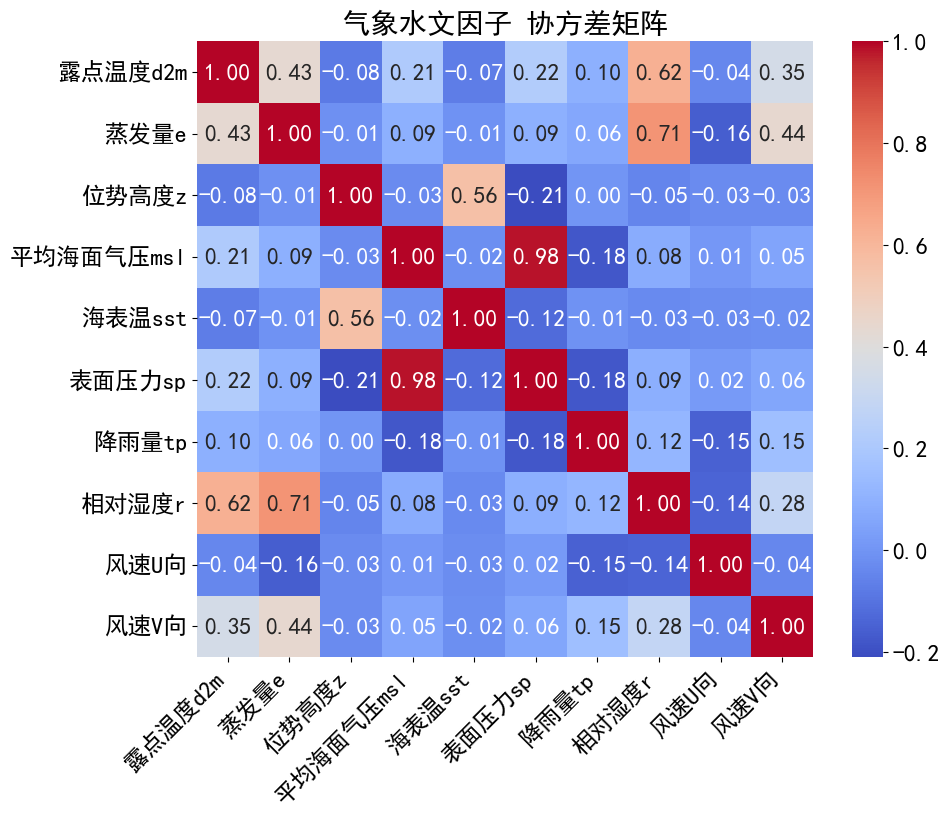 气象水文因子 协方差矩阵
露点温度d2m 1.00 0.43 −0.08 0.21 −0.07 0.22 0.10 0.62 −0.04 0.35
蒸发量e 0.43 1.00 −0.01 0.09 −0.01 0.09 0.06 0.71 −0.16 0.44
位势高度z −0.08 −0.01 1.00 −0.03 0.56 −0.21 0.00 −0.05 −0.03 −0.03
平均海面气压msl 0.21 0.09 −0.03 1.00 −0.02 0.98 −0.18 0.08 0.01 0.05
海表温sst −0.07 −0.01 0.56 −0.02 1.00 −0.12 −0.01 −0.03 −0.03 −0.02
表面压力sp 0.22 0.09 −0.21 0.98 −0.12 1.00 −0.18 0.09 0.02 0.06
降雨量tp 0.10 0.06 0.00 −0.18 −0.01 −0.18 1.00 0.12 −0.15 0.15
相对湿度r 0.62 0.71 −0.05 0.08 −0.03 0.09 0.12 1.00 −0.14 0.28
风速U向 −0.04 −0.16 −0.03 0.01 −0.03 0.02 −0.15 −0.14 1.00 −0.04
风速V向 0.35 0.44 −0.03 0.05 −0.02 0.06 0.15 0.28 −0.04 1.00
露点温度d2m
蒸发量e
位势高度z
平均海面气压msl
海表温sst
表面压力sp
降雨量tp
相对湿度r
风速U向
风速V向
1.0
0.8
0.6
0.4
0.2
0.0
−0.2